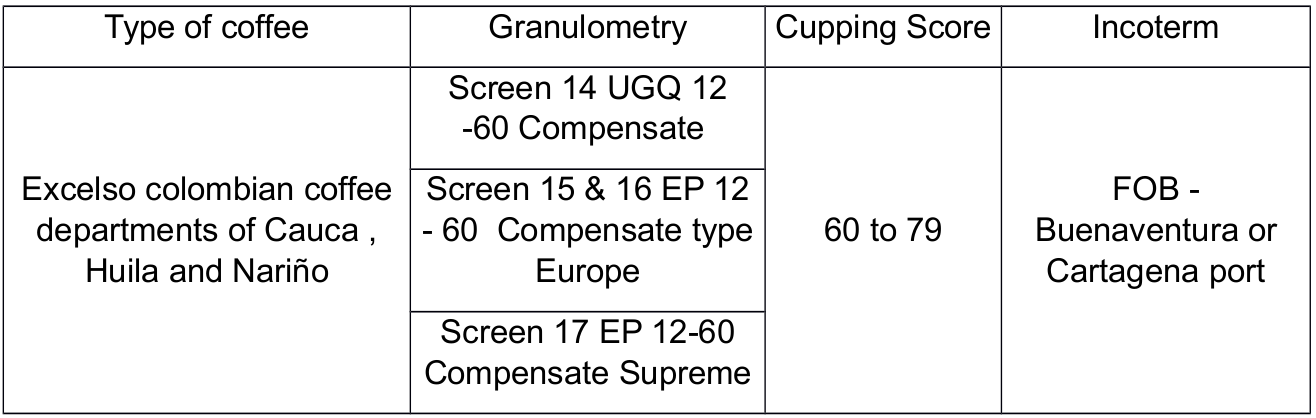 Type of coffee
Granulometry
Cupping Score
Incoterm
Excelso colombian coffee
departments of Cauca ,
Huila and Nariño
Screen 14 UGQ 12
-60 Compensate
Screen 15 & 16 EP 12
- 60  Compensate type
Europe
Screen 17 EP 12-60
Compensate Supreme
60 to 79
FOB -
Buenaventura or
Cartagena port